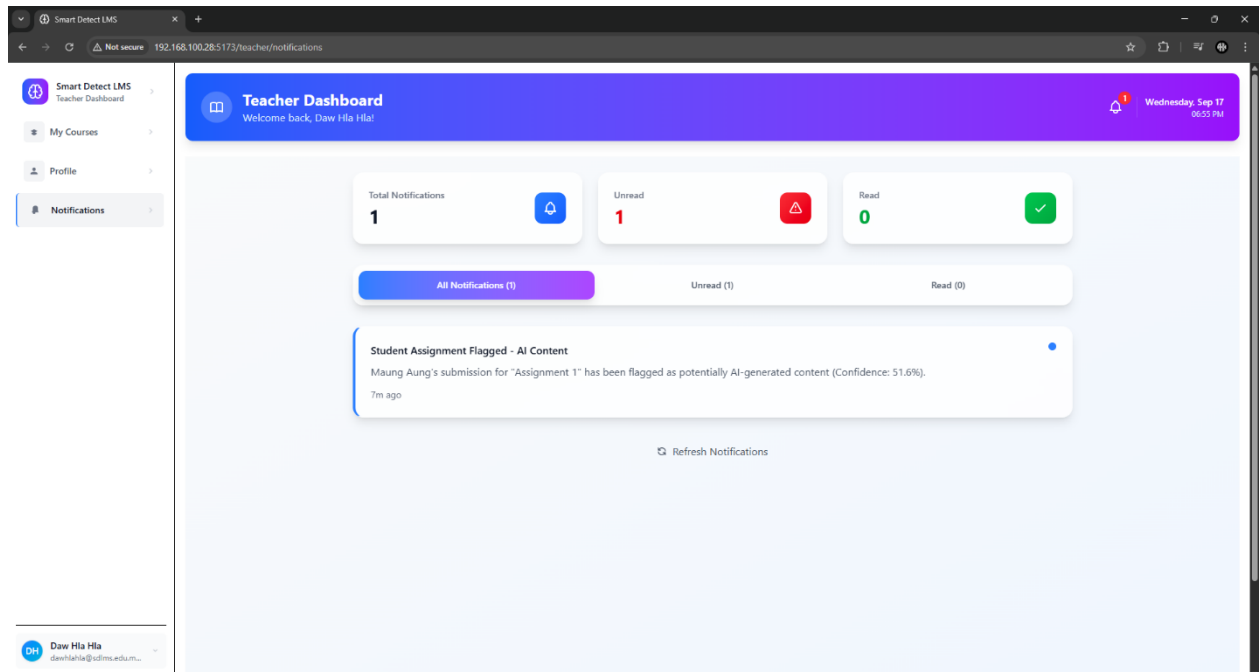 Smart Detect LMS
Not secure 192.168.100.28:5173/teacher/notifications
Smart Detect LMS
Teacher Dashboard
My Courses
Profile
Notifications
Teacher Dashboard
Welcome back, Daw Hla Hla!
1
Wednesday, Sep 17
06:55 PM
Total Notifications
1
Unread
1
Read
0
All Notifications (1)
Unread (1)
Read (0)
Student Assignment Flagged - AI Content
Maung Aung's submission for "Assignment 1" has been flagged as potentially AI-generated content (Confidence: 51.6%).
7m ago
Refresh Notifications
DH
Daw Hla Hla
dawhlahla@sdlms.edu.m...